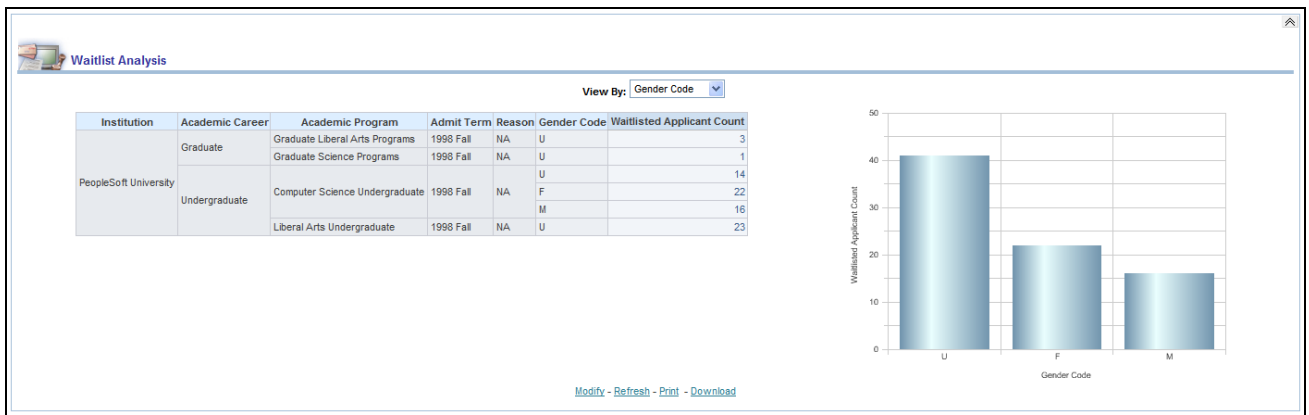 Waitlist Analysis
View By: Gender Code
Institution Academic Career Academic Program Admit Term Reason Gender Code Waitlisted Applicant Count
PeopleSoft University Graduate Graduate Liberal Arts Programs 1998 Fall NA U 3
Graduate Science Programs 1998 Fall NA U 1
Undergraduate Computer Science Undergraduate 1998 Fall NA U 14
F 22
M 16
Liberal Arts Undergraduate 1998 Fall NA U 23
50
40
30
20
10
0
Waitlisted Applicant Count
U F M
Gender Code
Modify - Refresh - Print - Download